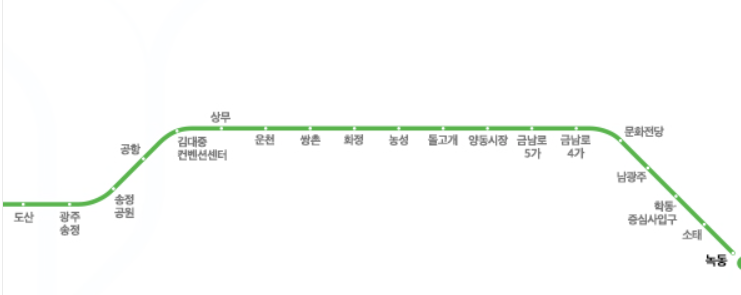 도산
광주
송정
송정
공원
공항
김대중
컨벤션센터
상무
운천
쌍촌
화정
농성
돌고개
양동시장
금남로
5가
금남로
4가
문화전당
남광주
학동·
증심사입구
소태
녹동